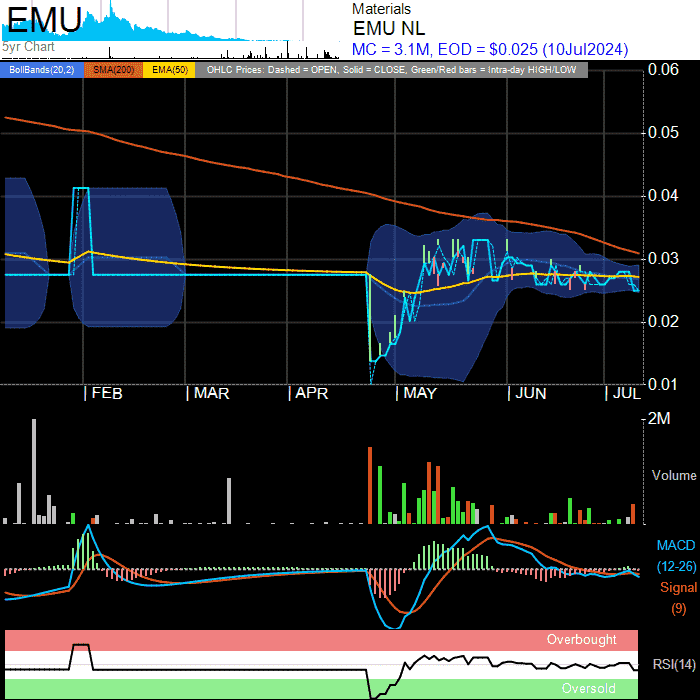 EMU
5yr Chart
Materials
EMU NL
MC = 3.1M, EOD = $0.025 (10Jul2024)
BollBands(20,2) SMA(200) EMA(50) OHLC Prices: Dashed = OPEN, Solid = CLOSE, Green/Red bars = Intra-day HIGH/LOW
0.06
0.05
0.04
0.03
0.02
0.01
FEB MAR APR MAY JUN JUL
2M
Volume
MACD
(12-26)
Signal
(9)
Overbought
RSI(14)
Oversold